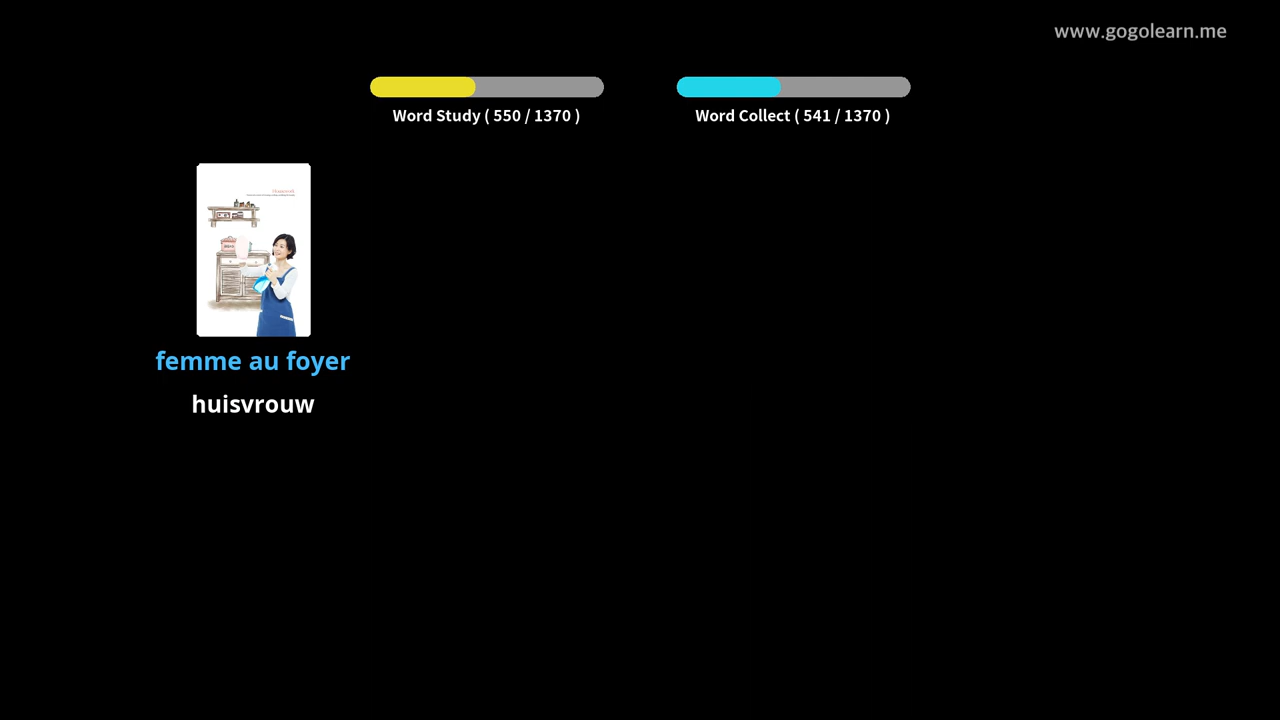 www.gogolearn.me
Word Study ( 550 / 1370 )
Word Collect ( 541 / 1370 )
femme au foyer
huisvrouw